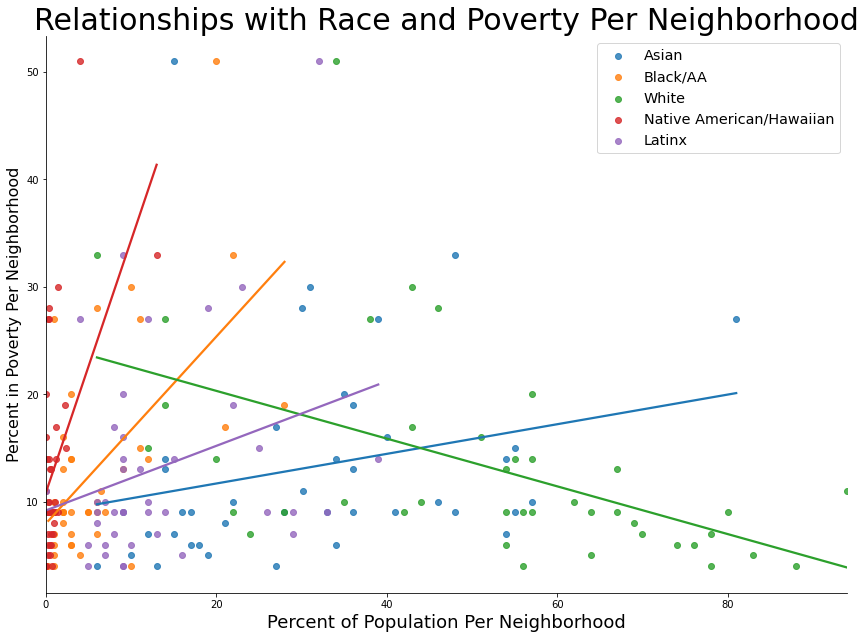 Relationships with Race and Poverty Per Neighborhood
Asian
Black/AA
White
Native American/Hawaiian
Latinx
Percent in Poverty Per Neighborhood
50
40
30
20
10
0
20
40
60
80
Percent of Population Per Neighborhood